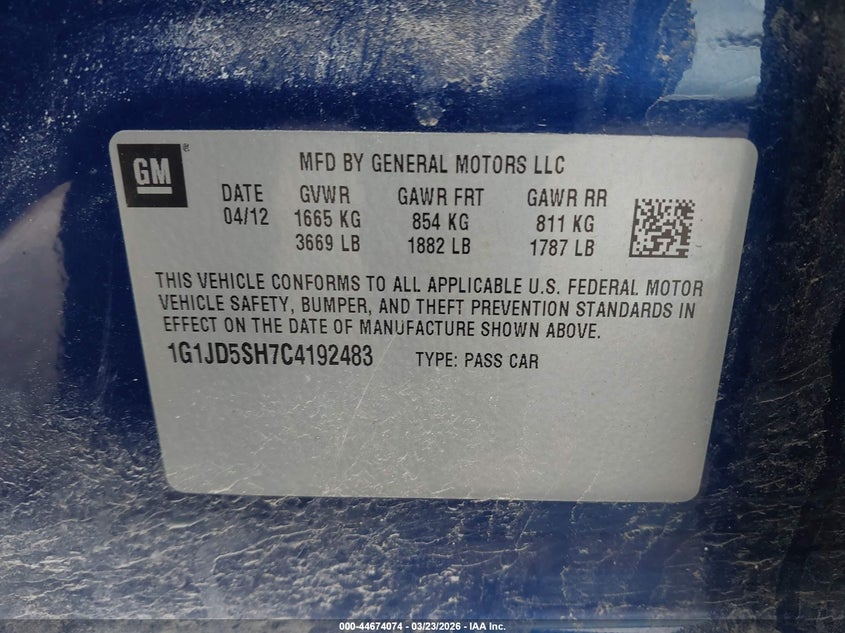 GM
MFD BY GENERAL MOTORS LLC
DATE GVWR GAWR FRT GAWR RR
04/12 1665 KG 854 KG 811 KG
3669 LB 1882 LB 1787 LB
THIS VEHICLE CONFORMS TO ALL APPLICABLE U.S. FEDERAL MOTOR
VEHICLE SAFETY, BUMPER, AND THEFT PREVENTION STANDARDS IN
EFFECT ON THE DATE OF MANUFACTURE SHOWN ABOVE.
1G1JD5SH7C4192483 TYPE: PASS CAR
000-44674074 / 03/23/2026 - IAA Inc.